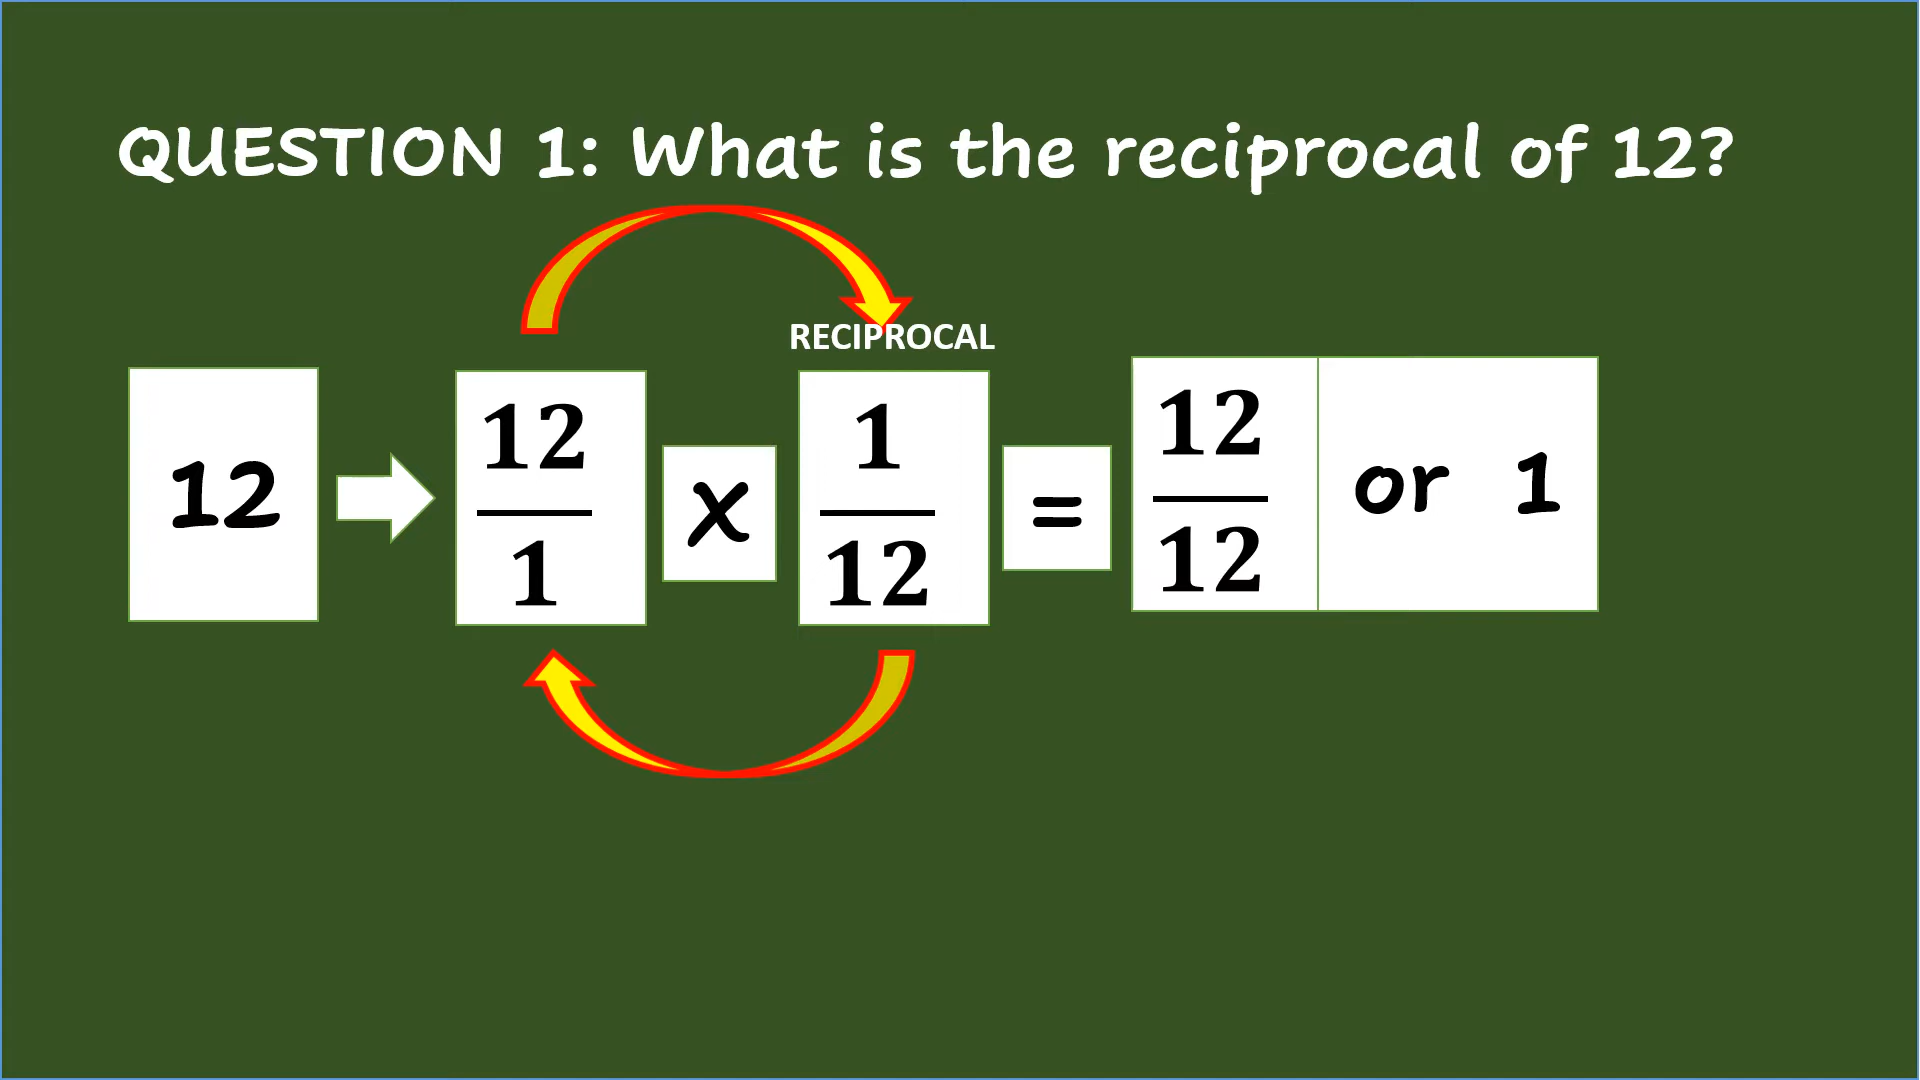 QUESTION 1: What is the reciprocal of 12?
RECIPROCAL
12 12/1 x 1/12 = 12/12 or 1